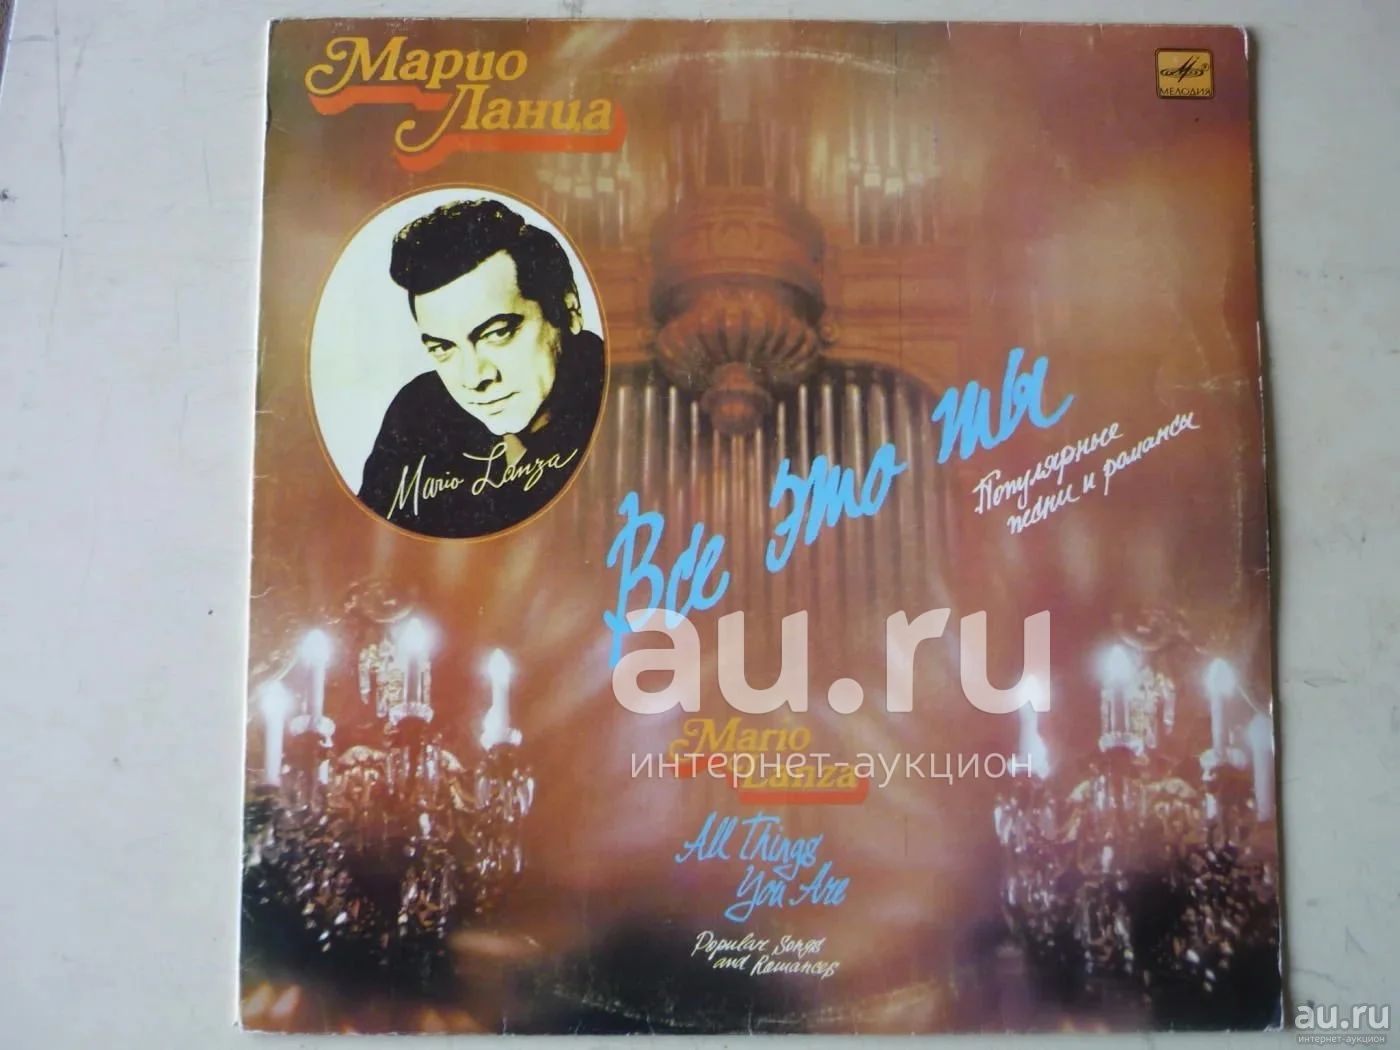 Марио
Ланца
МЕЛОДИЯ
Mario Lanza
Все это ты
Популярные
песни и романсы
au.ru
интернет-аукцион
Mario
Lanza
All Things
You Are
Popular Songs
and Romances
au.ru
интернет-аукцион